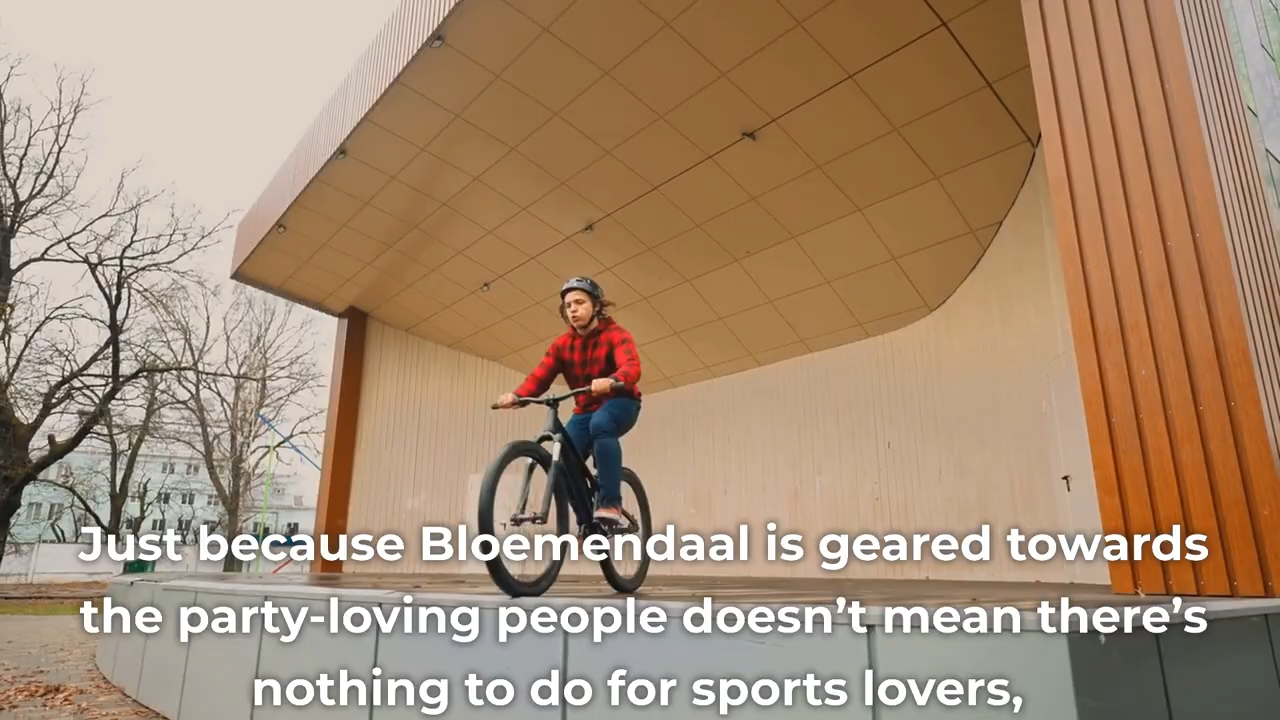 Just because Bloemendaal is geared towards
the party-loving people doesn’t mean there’s
nothing to do for sports lovers,